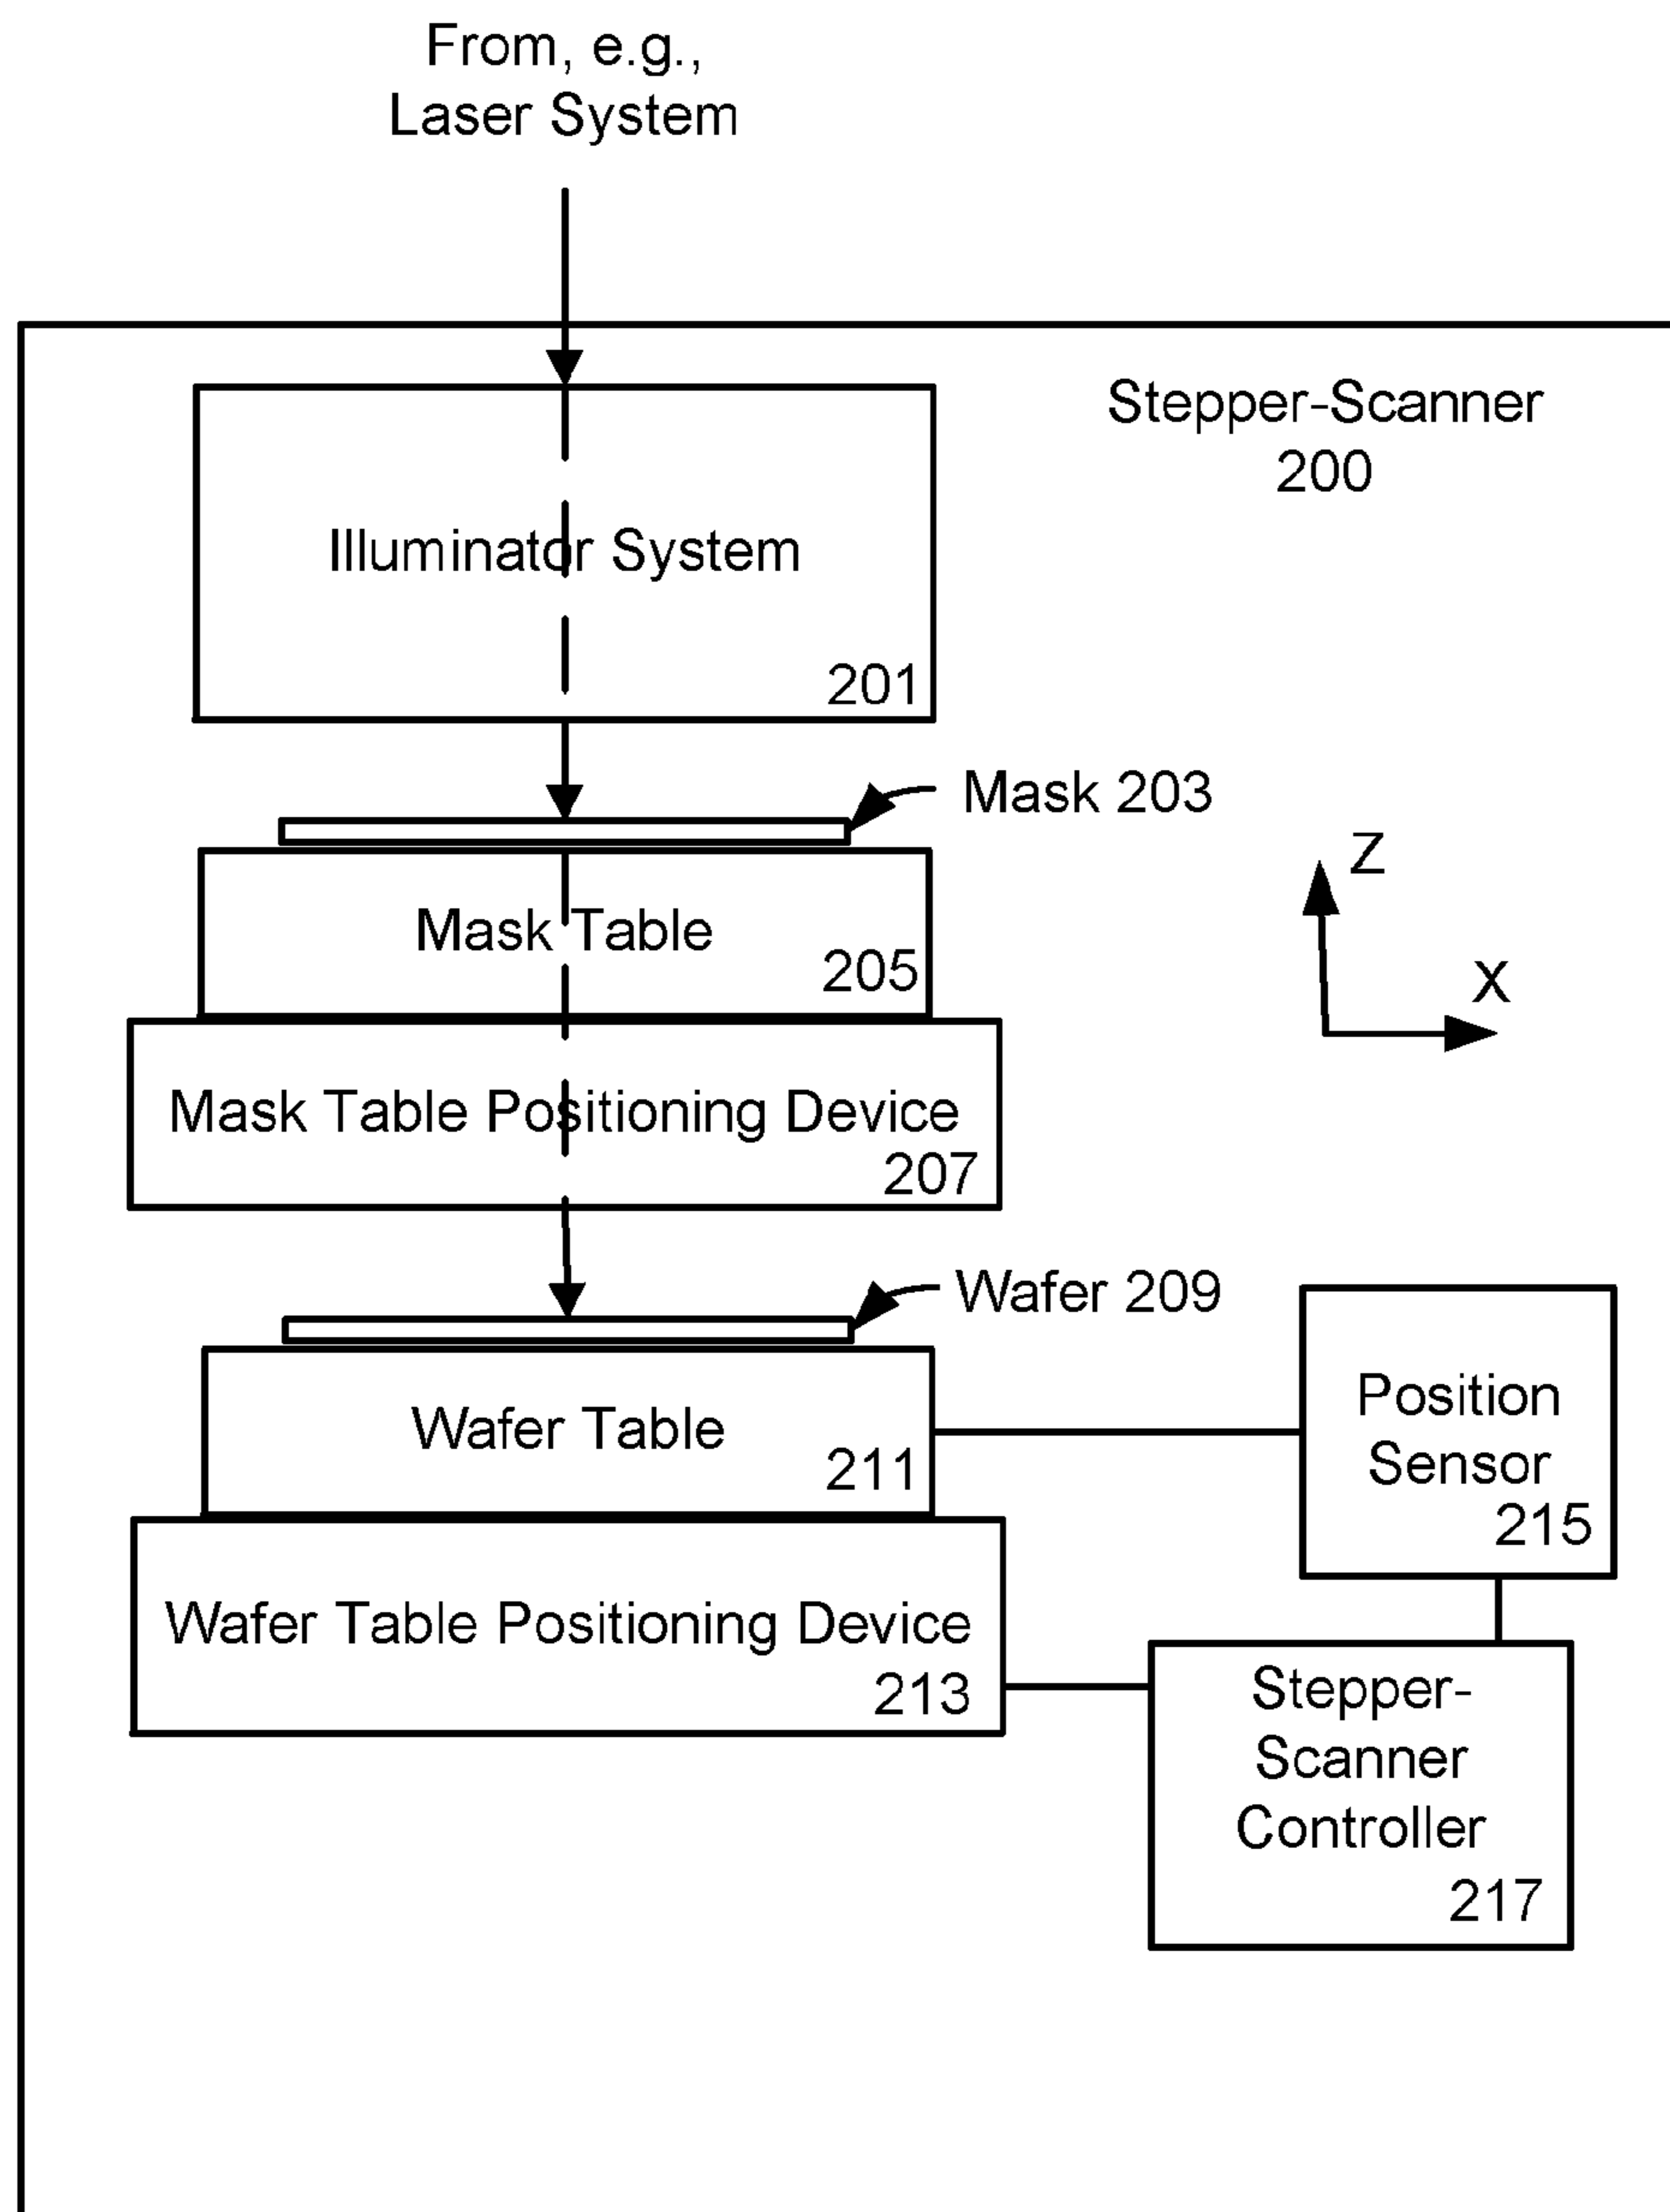 From, e.g.,
Laser System
Stepper-Scanner
200
Illuminator System
201
Mask 203
Mask Table
205
Z
X
Mask Table Positioning Device
207
Wafer 209
Wafer Table
211
Position
Sensor
215
Wafer Table Positioning Device
213
Stepper-
Scanner
Controller
217